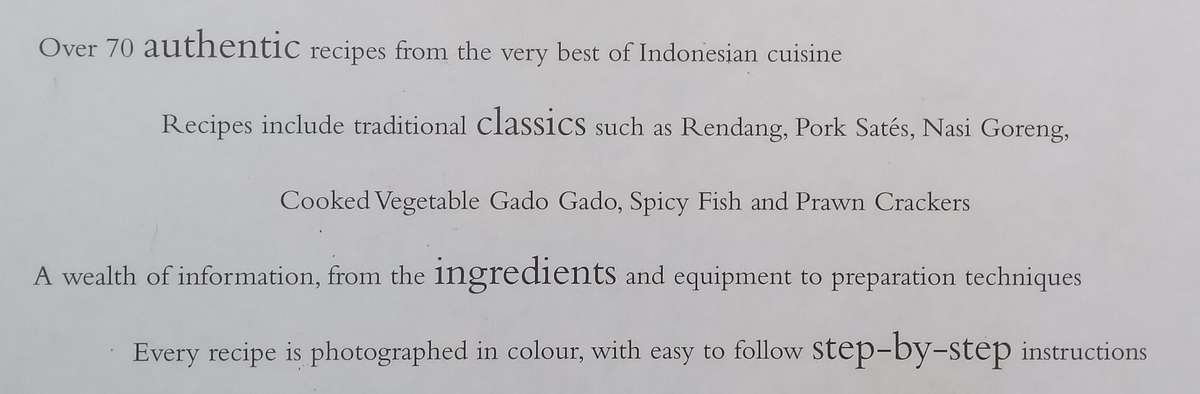 Over 70 authentic recipes from the very best of Indonesian cuisine
Recipes include traditional classics such as Rendang, Pork Satés, Nasi Goreng,
Cooked Vegetable Gado Gado, Spicy Fish and Prawn Crackers
A wealth of information, from the ingredients and equipment to preparation techniques
Every recipe is photographed in colour, with easy to follow step-by-step instructions